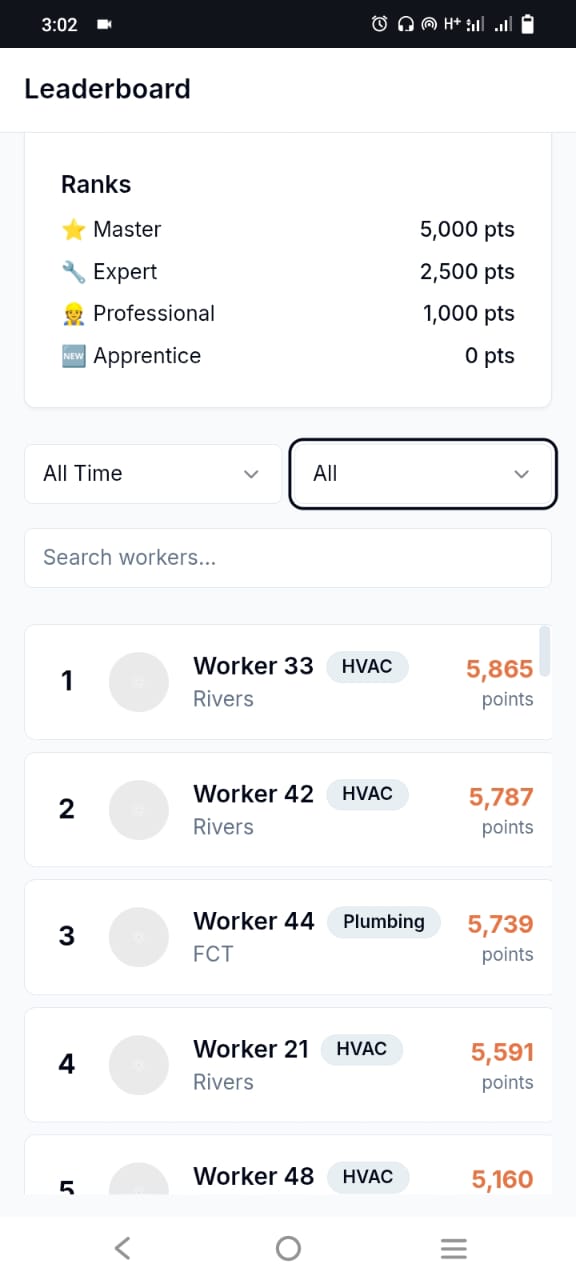 3:02
H+
Leaderboard
Ranks
⭐ Master 5,000 pts
🔧 Expert 2,500 pts
👷 Professional 1,000 pts
🆕 Apprentice 0 pts
All Time All
Search workers...
1 Worker 33 HVAC 5,865
Rivers points
2 Worker 42 HVAC 5,787
Rivers points
3 Worker 44 Plumbing 5,739
FCT points
4 Worker 21 HVAC 5,591
Rivers points
5 Worker 48 HVAC 5,160